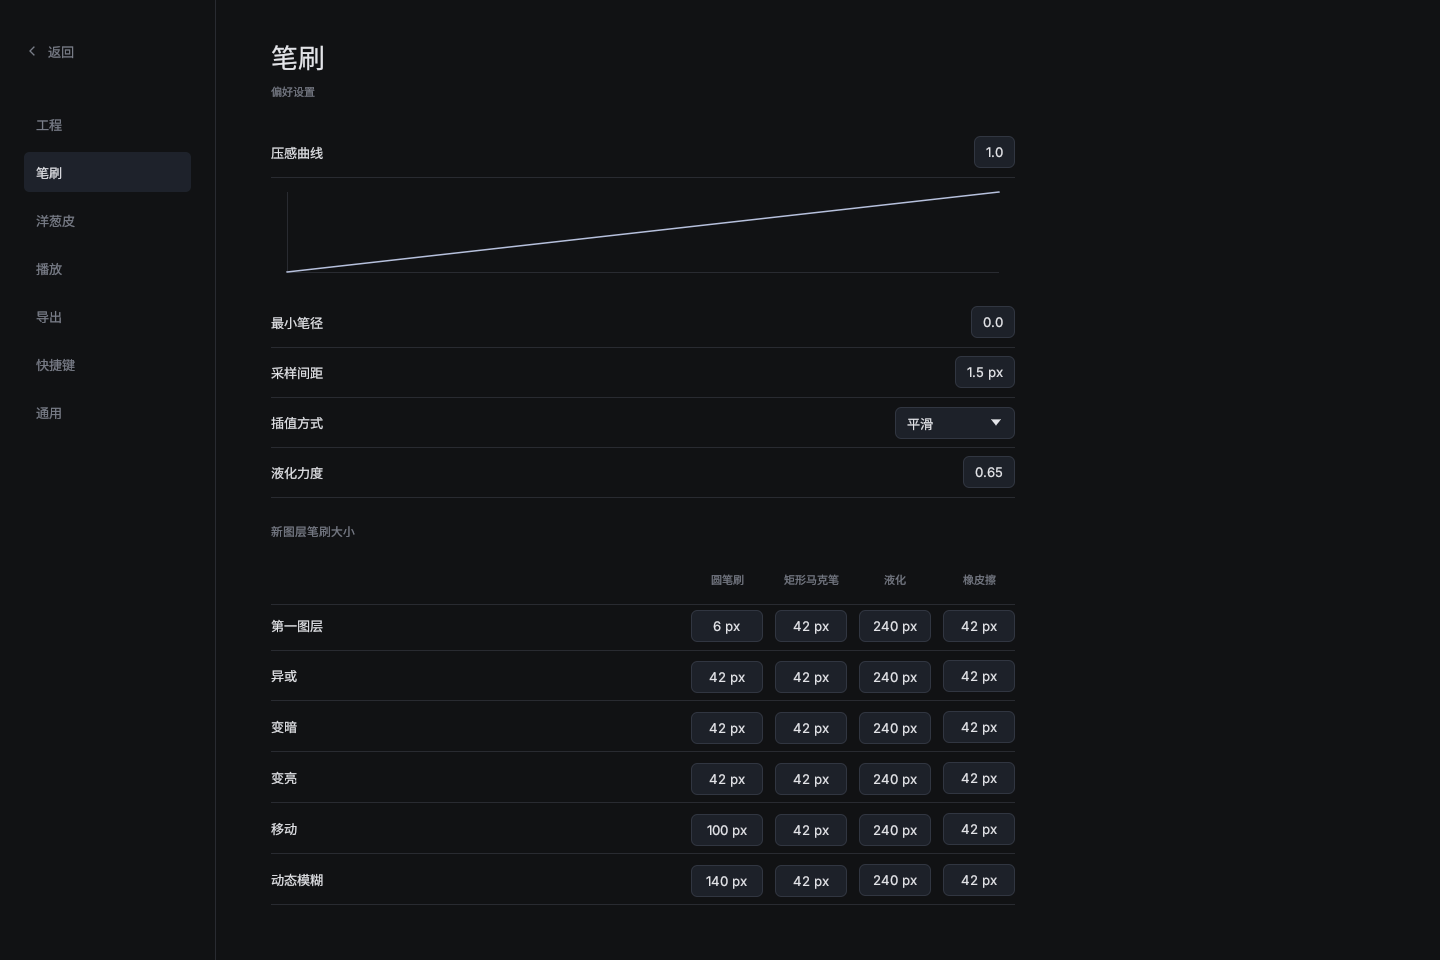 返回
工程
笔刷
洋葱皮
播放
导出
快捷键
通用
笔刷
偏好设置
压感曲线 1.0
最小笔径 0.0
采样间距 1.5 px
插值方式 平滑
液化力度 0.65
新图层笔刷大小
圆笔刷 矩形马克笔 液化 橡皮擦
第一图层 6 px 42 px 240 px 42 px
异或 42 px 42 px 240 px 42 px
变暗 42 px 42 px 240 px 42 px
变亮 42 px 42 px 240 px 42 px
移动 100 px 42 px 240 px 42 px
动态模糊 140 px 42 px 240 px 42 px